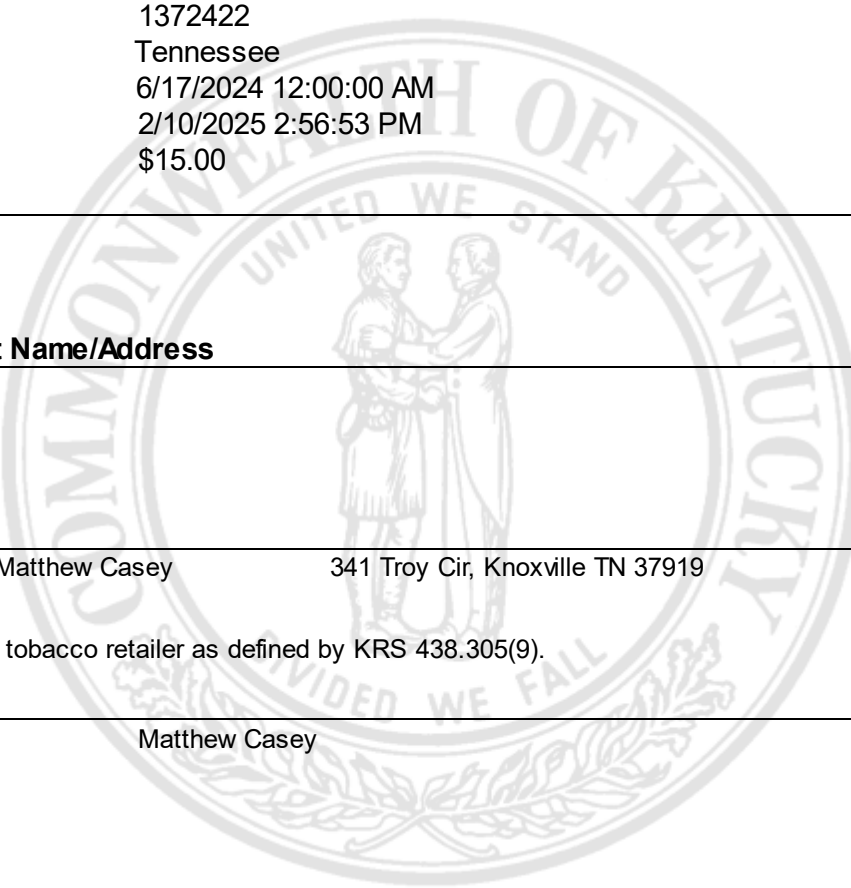 1372422
Tennessee
6/17/2024 12:00:00 AM
2/10/2025 2:56:53 PM
$15.00
Name/Address
Matthew Casey 341 Troy Cir, Knoxville TN 37919
tobacco retailer as defined by KRS 438.305(9).
Matthew Casey
COMMONWEALTH OF KENTUCKY
UNITED WE STAND
DIVIDED WE FALL